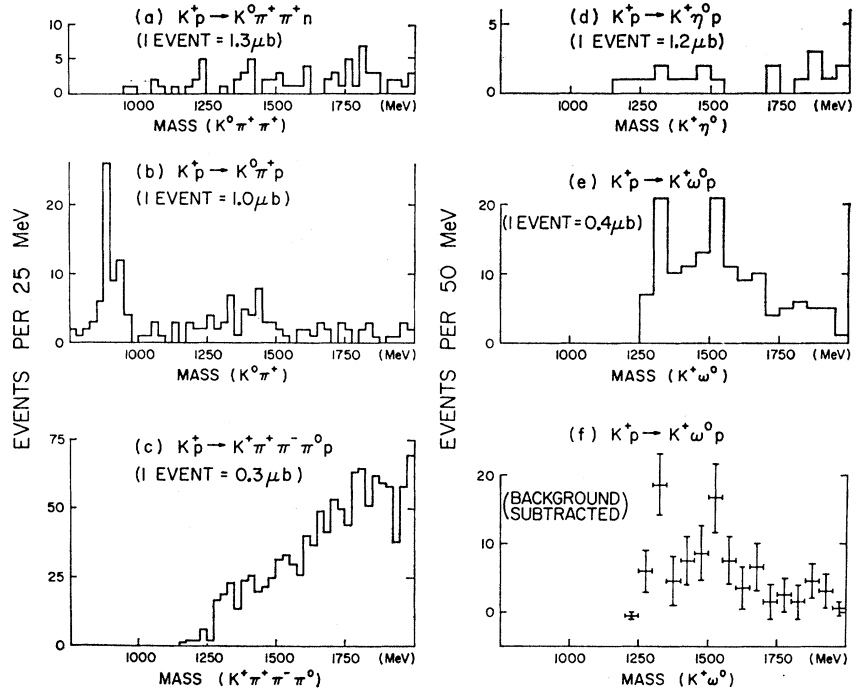 EVENTS PER 25 MeV
(a) K⁺p → K⁰π⁺π⁺n
(1 EVENT = 1.3μb)
10
5
0
1000 1250 1500 1750 (MeV)
MASS (K⁰π⁺π⁺)
(b) K⁺p → K⁰π⁺p
(1 EVENT = 1.0μb)
20
10
0
1000 1250 1500 1750 (MeV)
MASS (K⁰π⁺)
(c) K⁺p → K⁺π⁺π⁻π⁰p
(1 EVENT = 0.3μb)
75
50
25
0
1000 1250 1500 1750 (MeV)
MASS (K⁺π⁺π⁻π⁰)
EVENTS PER 50 MeV
(d) K⁺p → K⁺η⁰p
(1 EVENT = 1.2μb)
5
0
1000 1250 1500 1750 (MeV)
MASS (K⁺η⁰)
(e) K⁺p → K⁺ω⁰p
(1 EVENT = 0.4μb)
20
10
0
1000 1250 1500 1750 (MeV)
MASS (K⁺ω⁰)
(f) K⁺p → K⁺ω⁰p
(BACKGROUND
SUBTRACTED)
20
10
0
1000 1250 1500 1750 (MeV)
MASS (K⁺ω⁰)